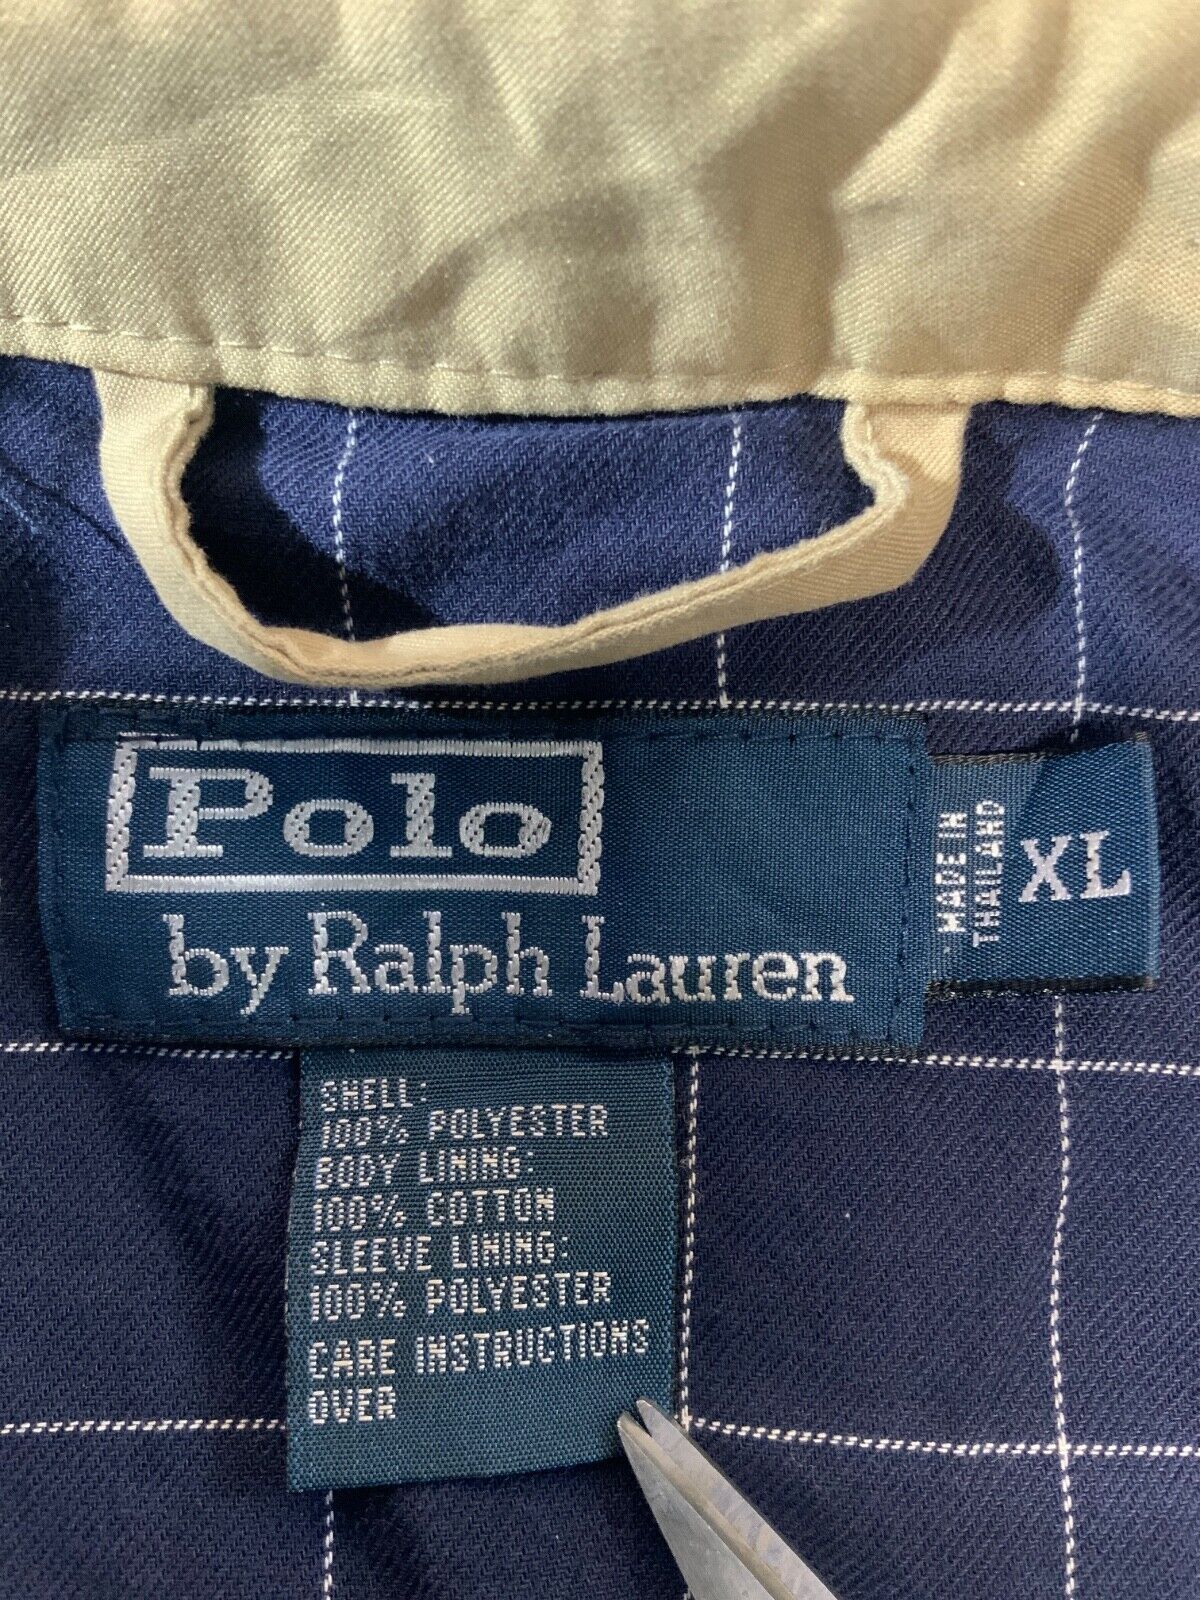 Polo
by Ralph Lauren
MADE IN
THAILAND
XL
SHELL:
100% POLYESTER
BODY LINING:
100% COTTON
SLEEVE LINING:
100% POLYESTER
CARE INSTRUCTIONS
OVER